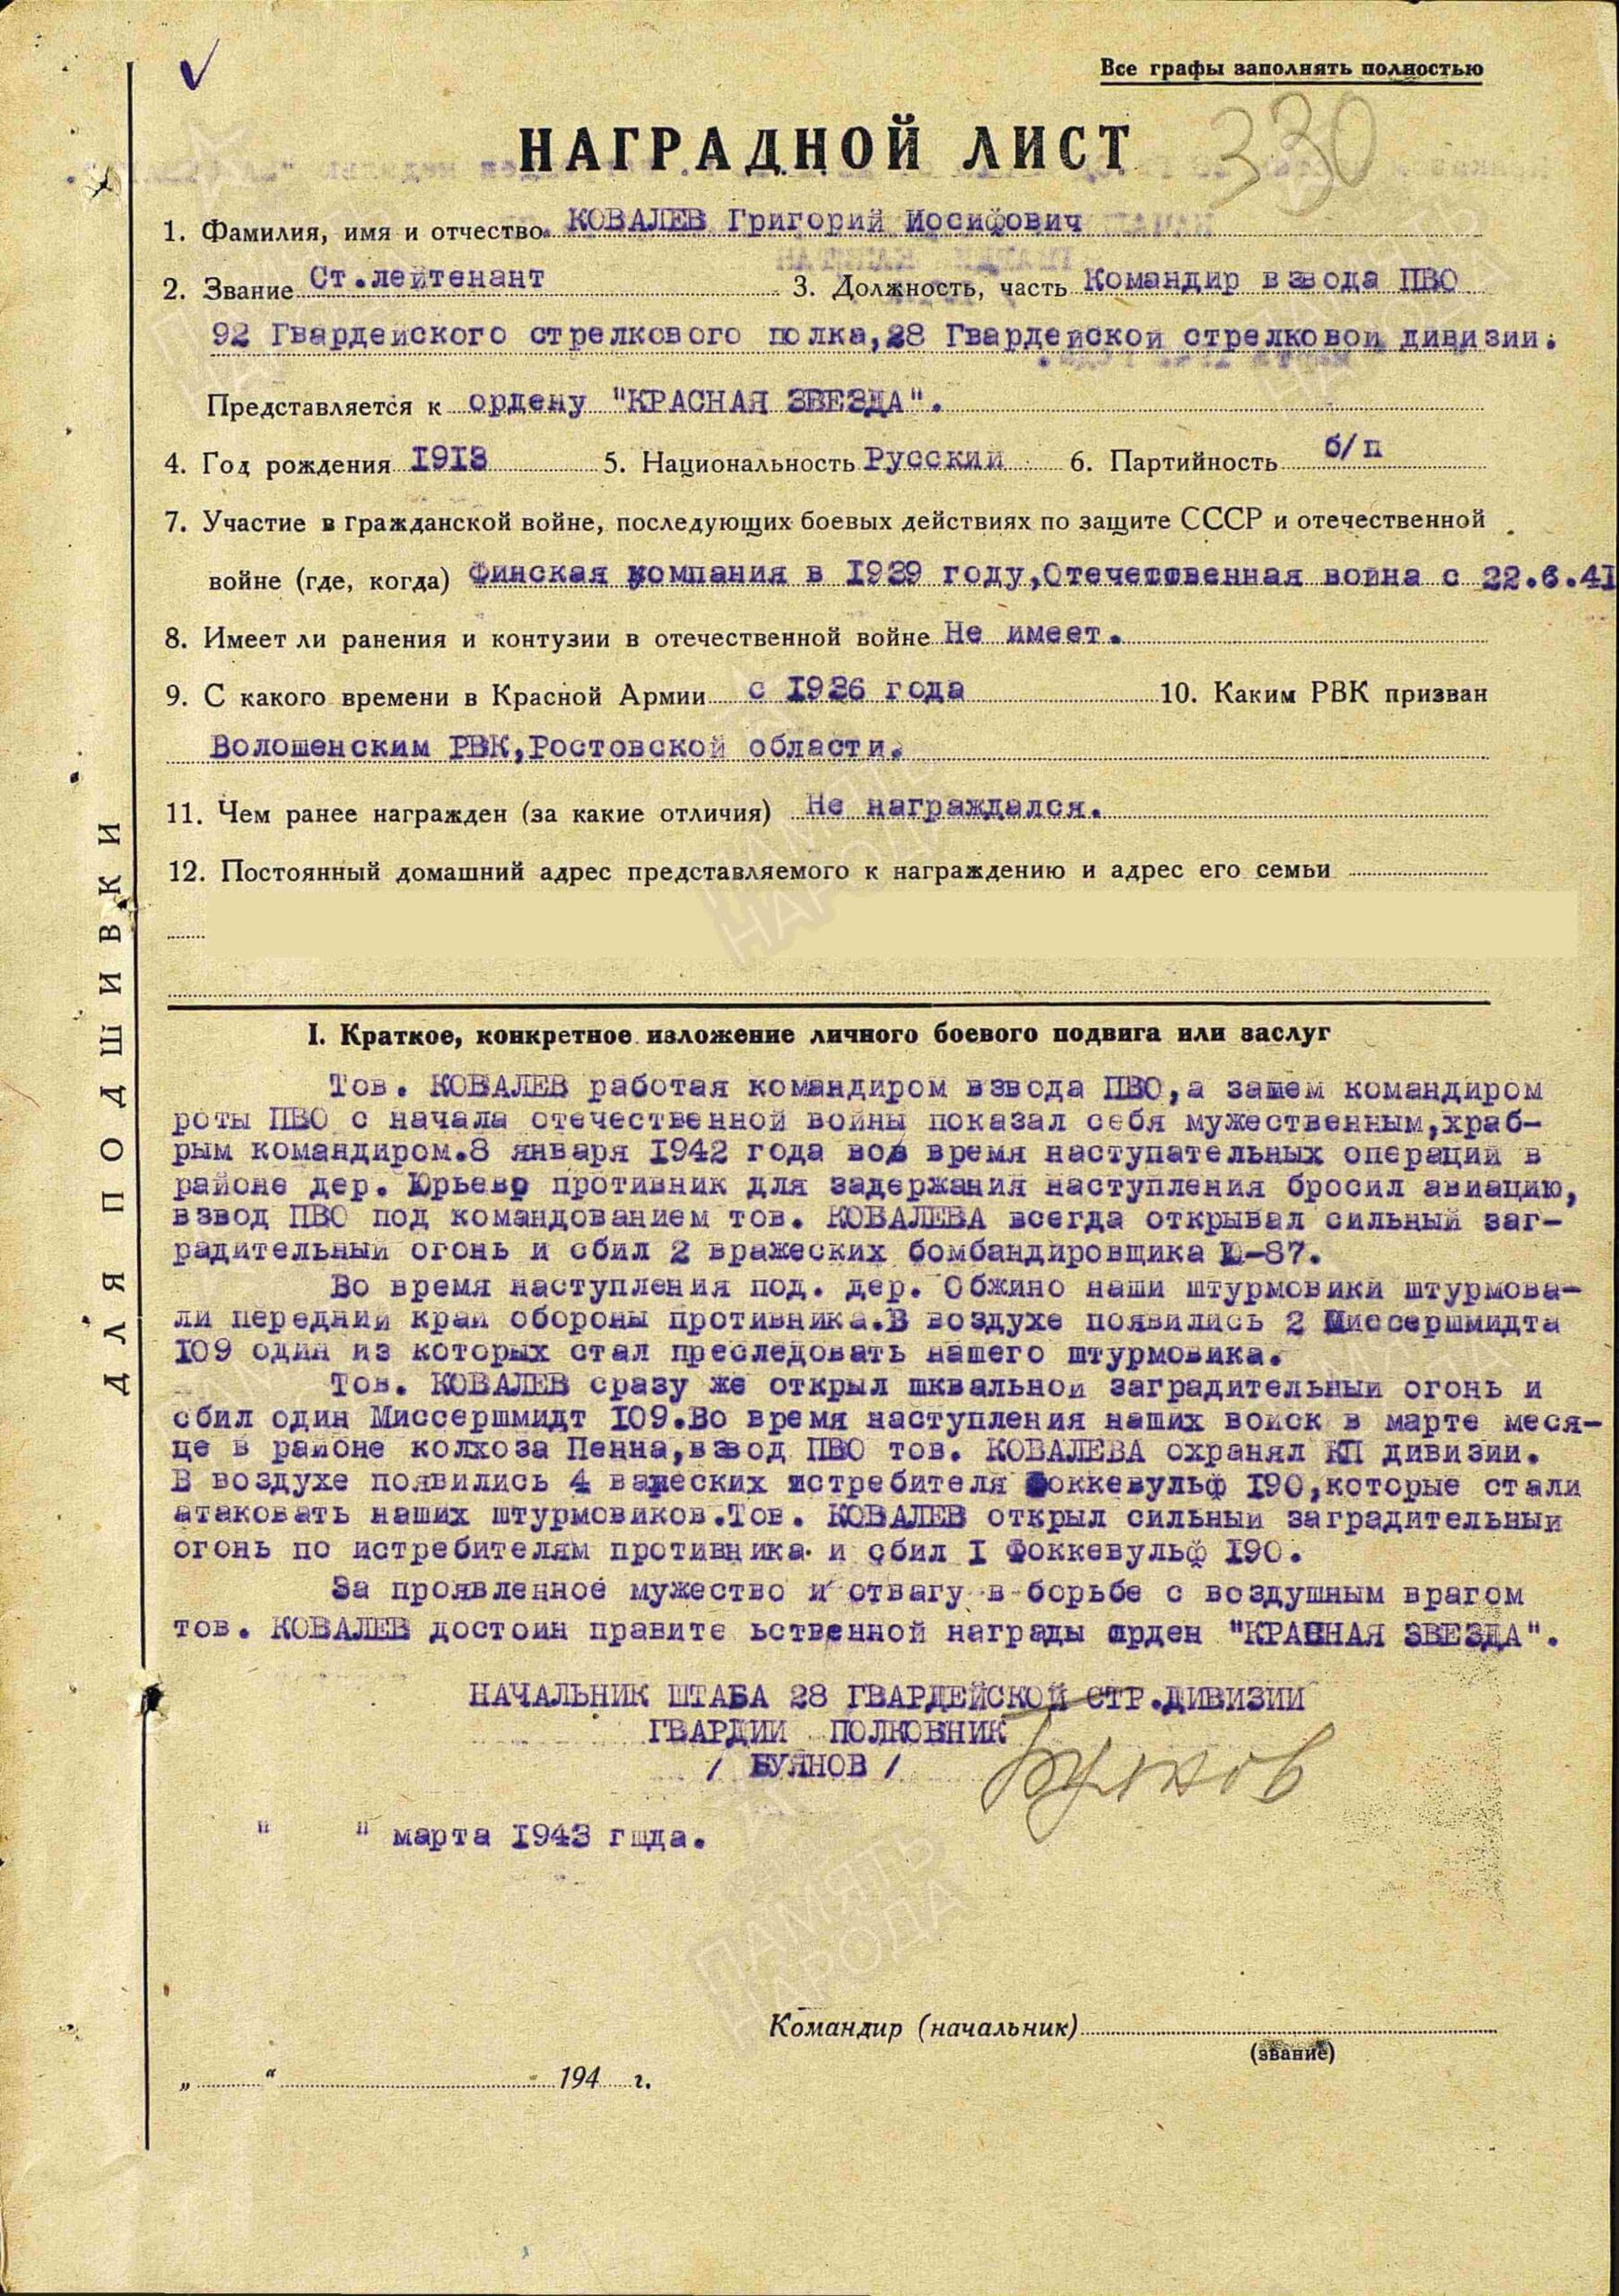 Все графы заполнять полностью
330
НАГРАДНОЙ ЛИСТ
1. Фамилия, имя и отчество КОВАЛЕВ Григорий Иосифович
2. Звание Ст.лейтенант 3. Должность, часть Командир взвода ПВО
92 Гвардейского стрелкового полка,28 Гвардейской стрелковой дивизии.
Представляется к ордену "КРАСНАЯ ЗВЕЗДА".
4. Год рождения 1913 5. Национальность Русский 6. Партийность б/п
7. Участие в гражданской войне, последующих боевых действиях по защите СССР и отечественной
войне (где, когда) Финская компания в 1939 году,Отечественная война с 22.6.41
8. Имеет ли ранения и контузии в отечественной войне Не имеет.
9. С какого времени в Красной Армии с 1936 года 10. Каким РВК призван
Волошенским РВК,Ростовской области.
11. Чем ранее награжден (за какие отличия) Не награждался.
12. Постоянный домашний адрес представляемого к награждению и адрес его семьи
ДЛЯ ПОДШИВКИ
I. Краткое, конкретное изложение личного боевого подвига или заслуг
Тов. КОВАЛЕВ работая командиром взвода ПВО,а зашем командиром
роты ПВО с начала отечественной войны показал себя мужественным,храб-
рым командиром.8 января 1942 года во время наступательных операций в
районе дер. Юрьево противник для задержания наступления бросил авиацию,
взвод ПВО под командованием тов. КОВАЛЕВА всегда открывал сильный заг-
радительный огонь и сбил 2 вражеских бомбандировщика Ю-87.
Во время наступления под. дер. Обжино наши штурмовики штурмова-
ли передний край обороны противника.В воздухе появились 2 Миссершмидта
109 один из которых стал преследовать нашего штурмовика.
Тов. КОВАЛЕВ сразу же открыл шквальной заградительный огонь и
сбил один Миссершмидт 109.Во время наступления наших войск в марте меся-
це в районе колхоза Пенна,взвод ПВО тов. КОВАЛЕВА охранял КП дивизии.
В воздухе появились 4 важеских истребителя Фоккевульф 190,которые стали
атаковать наших штурмовиков.Тов. КОВАЛЕВ открыл сильный заградительный
огонь по истребителям противника и сбил I Фоккевульф 190.
За проявленное мужество и отвагу в борьбе с воздушным врагом
тов. КОВАЛЕВ достоин правите ьственной награды орден "КРАСНАЯ ЗВЕЗДА".
НАЧАЛЬНИК ШТАБА 28 ГВАРДЕЙСКОЙ СТР.ДИВИЗИИ
ГВАРДИИ ПОЛКОВНИК
/ БУЯНОВ / Буянов
" " марта 1943 гшда.
Командир (начальник)
(звание)
„ “ 194 г.
ПАМЯТЬ
НАРОДА